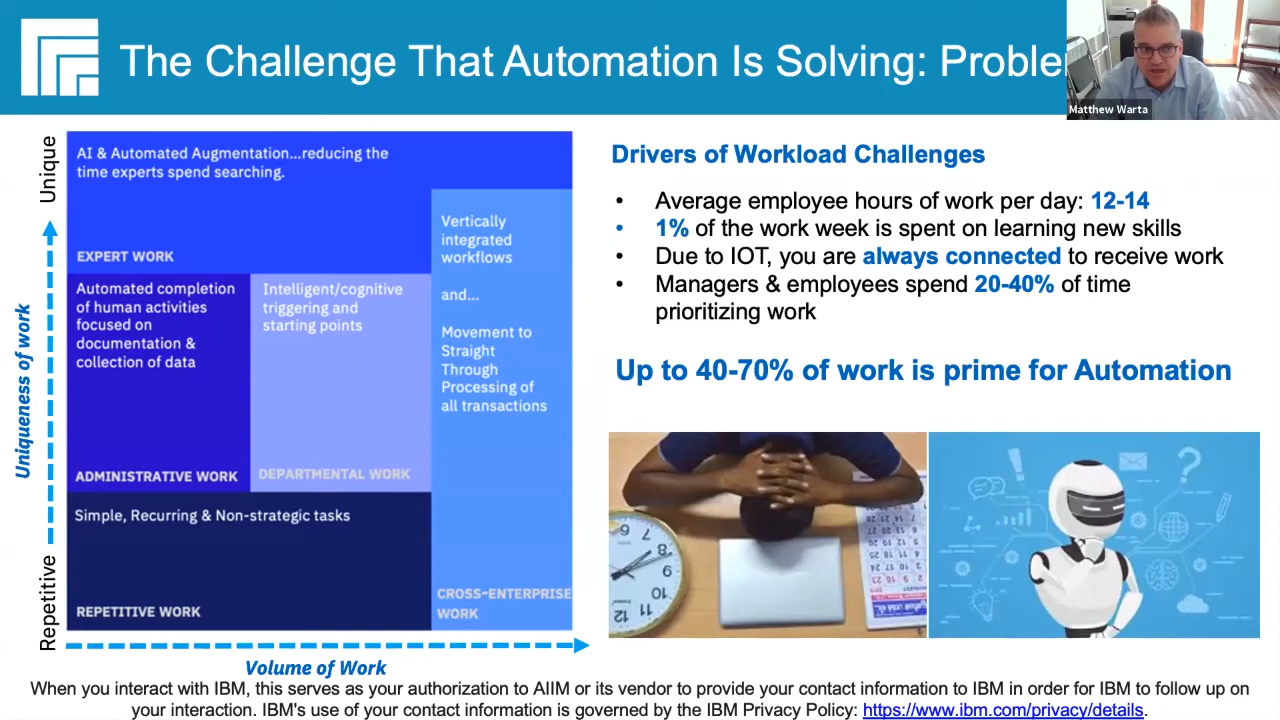 The Challenge That Automation Is Solving: Proble
Matthew Warta
Unique
Uniqueness of work
Repetitive
AI & Automated Augmentation...reducing the
time experts spend searching.
EXPERT WORK
Automated completion
of human activities
focused on
documentation &
collection of data
ADMINISTRATIVE WORK
Intelligent/cognitive
triggering and
starting points
DEPARTMENTAL WORK
Vertically
integrated
workflows
and...
Movement to
Straight
Through
Processing of
all transactions
CROSS-ENTERPRISE
WORK
Simple, Recurring & Non-strategic tasks
REPETITIVE WORK
Volume of Work
Drivers of Workload Challenges
• Average employee hours of work per day: 12-14
• 1% of the work week is spent on learning new skills
• Due to IOT, you are always connected to receive work
• Managers & employees spend 20-40% of time
prioritizing work
Up to 40-70% of work is prime for Automation
When you interact with IBM, this serves as your authorization to AIIM or its vendor to provide your contact information to IBM in order for IBM to follow up on
your interaction. IBM's use of your contact information is governed by the IBM Privacy Policy: https://www.ibm.com/privacy/details.